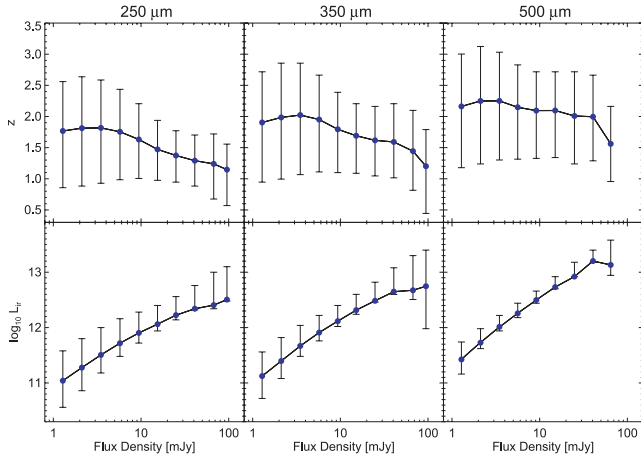 250 μm 350 μm 500 μm
3.5
3.0
2.5
2.0
1.5
1.0
0.5
z
13
12
11
log10 Lir
1 10 100 1 10 100 1 10 100
Flux Density [mJy] Flux Density [mJy] Flux Density [mJy]